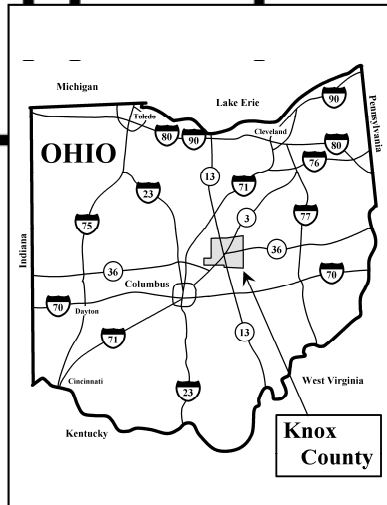 Michigan
Lake Erie
90
Toledo
Cleveland
Pennsylvania
80
90
80
OHIO
76
13
71
23
3
77
75
36
Indiana
36
70
Columbus
70
Dayton
71
13
West Virginia
Cincinnati
23
Kentucky
Knox
County